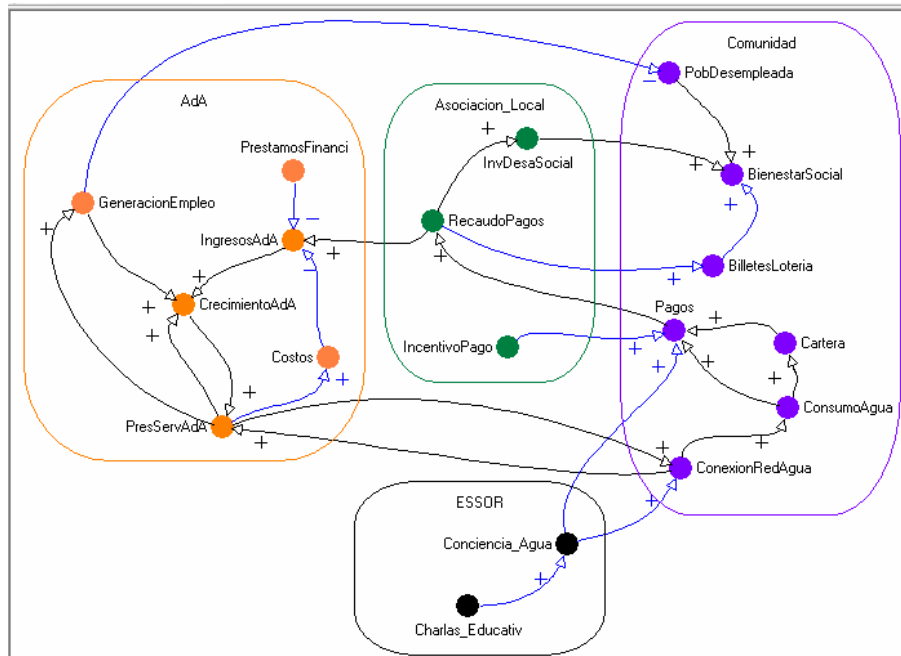 Comunidad
PobDesempleada
−
AdA
Asociacion_Local
PrestamosFinanci
+
InvDesaSocial
+
+
BienestarSocial
+
GeneracionEmpleo
−
RecaudoPagos
+
IngresosAdA
+
+
−
+
BilletesLoteria
+
CrecimientoAdA
+
Pagos
+
+
IncentivoPago
+
+
Cartera
Costos
+
+
+
+
ConsumoAgua
PresServAdA
+
+
+
ConexionRedAgua
ESSOR
+
Conciencia_Agua
+
Charlas_Educativ